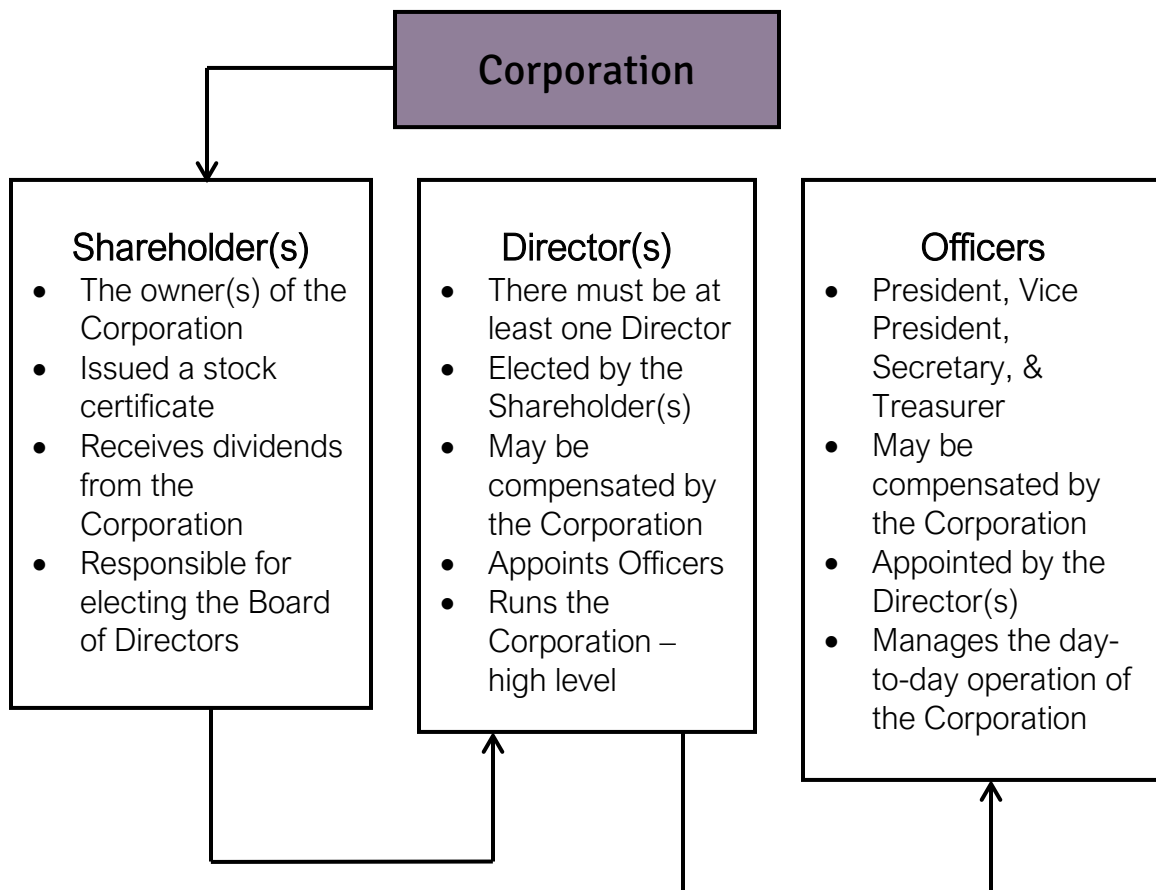 Corporation
Shareholder(s)
• The owner(s) of the
Corporation
• Issued a stock
certificate
• Receives dividends
from the
Corporation
• Responsible for
electing the Board
of Directors
Director(s)
• There must be at
least one Director
• Elected by the
Shareholder(s)
• May be
compensated by
the Corporation
• Appoints Officers
• Runs the
Corporation –
high level
Officers
• President, Vice
President,
Secretary, &
Treasurer
• May be
compensated by
the Corporation
• Appointed by the
Director(s)
• Manages the day-
to-day operation of
the Corporation